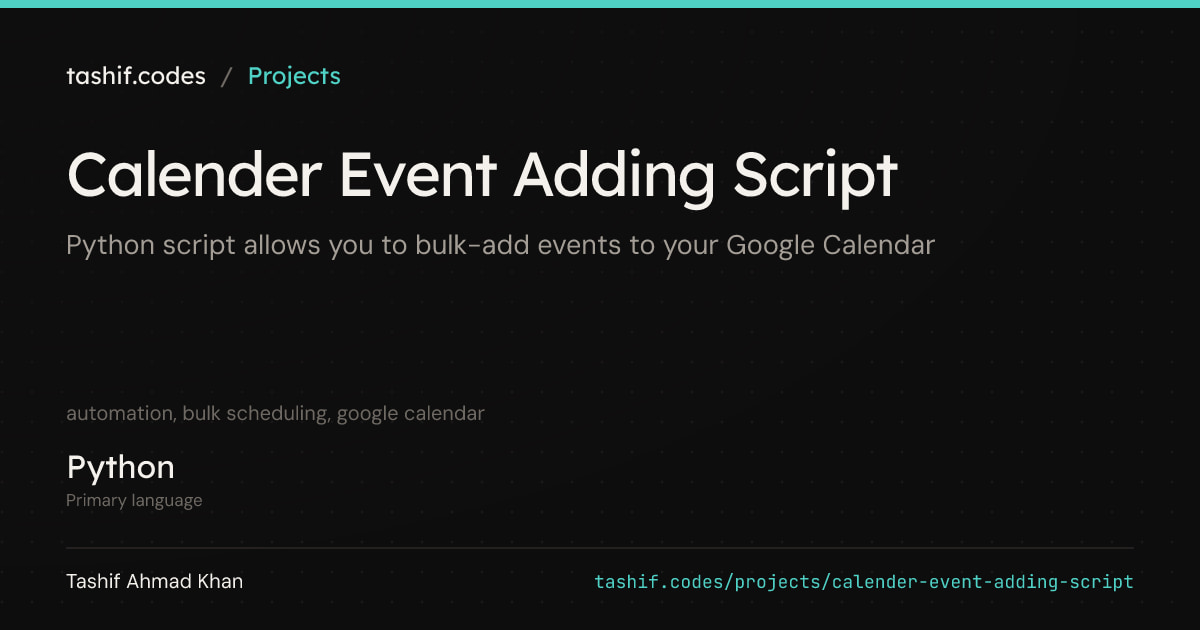 tashif.codes / Projects
Calender Event Adding Script
Python script allows you to bulk-add events to your Google Calendar
automation, bulk scheduling, google calendar
Python
Primary language
Tashif Ahmad Khan
tashif.codes/projects/calender-event-adding-script